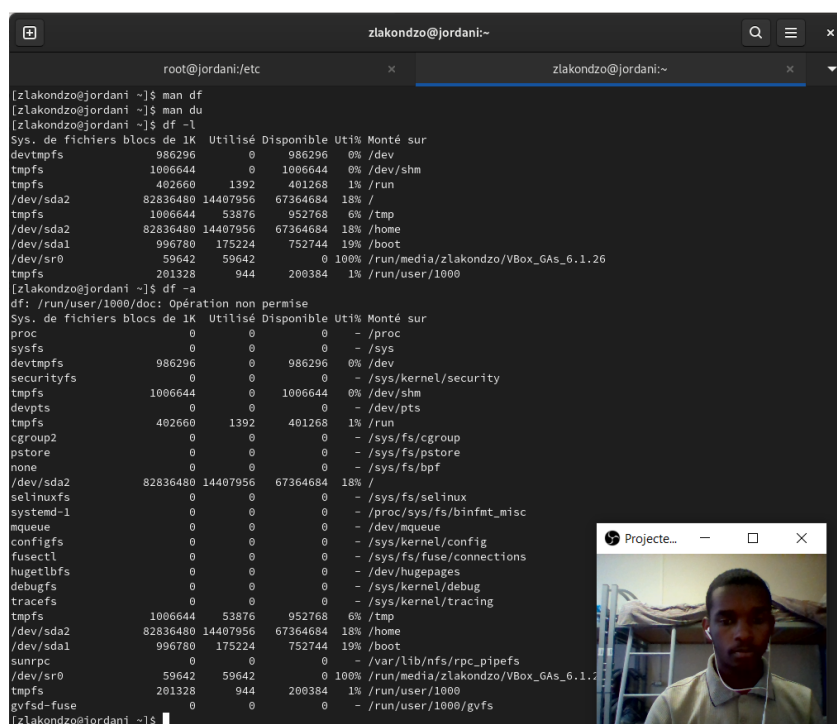 zlakondzo@jordani:~
root@jordani:/etc × zlakondzo@jordani:~ ×
[zlakondzo@jordani ~]$ man df
[zlakondzo@jordani ~]$ man du
[zlakondzo@jordani ~]$ df -l
Sys. de fichiers blocs de 1K Utilisé Disponible Uti% Monté sur
devtmpfs 986296 0 986296 0% /dev
tmpfs 1006644 0 1006644 0% /dev/shm
tmpfs 402660 1392 401268 1% /run
/dev/sda2 82836480 14407956 67364684 18% /
tmpfs 1006644 53876 952768 6% /tmp
/dev/sda2 82836480 14407956 67364684 18% /home
/dev/sda1 996780 175224 752744 19% /boot
/dev/sr0 59642 59642 0 100% /run/media/zlakondzo/VBox_GAs_6.1.26
tmpfs 201328 944 200384 1% /run/user/1000
[zlakondzo@jordani ~]$ df -a
df: /run/user/1000/doc: Opération non permise
Sys. de fichiers blocs de 1K Utilisé Disponible Uti% Monté sur
proc 0 0 0 - /proc
sysfs 0 0 0 - /sys
devtmpfs 986296 0 986296 0% /dev
securityfs 0 0 0 - /sys/kernel/security
tmpfs 1006644 0 1006644 0% /dev/shm
devpts 0 0 0 - /dev/pts
tmpfs 402660 1392 401268 1% /run
cgroup2 0 0 0 - /sys/fs/cgroup
pstore 0 0 0 - /sys/fs/pstore
none 0 0 0 - /sys/fs/bpf
/dev/sda2 82836480 14407956 67364684 18% /
selinuxfs 0 0 0 - /sys/fs/selinux
systemd-1 0 0 0 - /proc/sys/fs/binfmt_misc
mqueue 0 0 0 - /dev/mqueue
configfs 0 0 0 - /sys/kernel/config
fusectl 0 0 0 - /sys/fs/fuse/connections
hugetlbfs 0 0 0 - /dev/hugepages
debugfs 0 0 0 - /sys/kernel/debug
tracefs 0 0 0 - /sys/kernel/tracing
tmpfs 1006644 53876 952768 6% /tmp
/dev/sda2 82836480 14407956 67364684 18% /home
/dev/sda1 996780 175224 752744 19% /boot
sunrpc 0 0 0 - /var/lib/nfs/rpc_pipefs
/dev/sr0 59642 59642 0 100% /run/media/zlakondzo/VBox_GAs_6.1.2
tmpfs 201328 944 200384 1% /run/user/1000
gvfsd-fuse 0 0 0 - /run/user/1000/gvfs
[zlakondzo@jordani ~]$
Projecte...